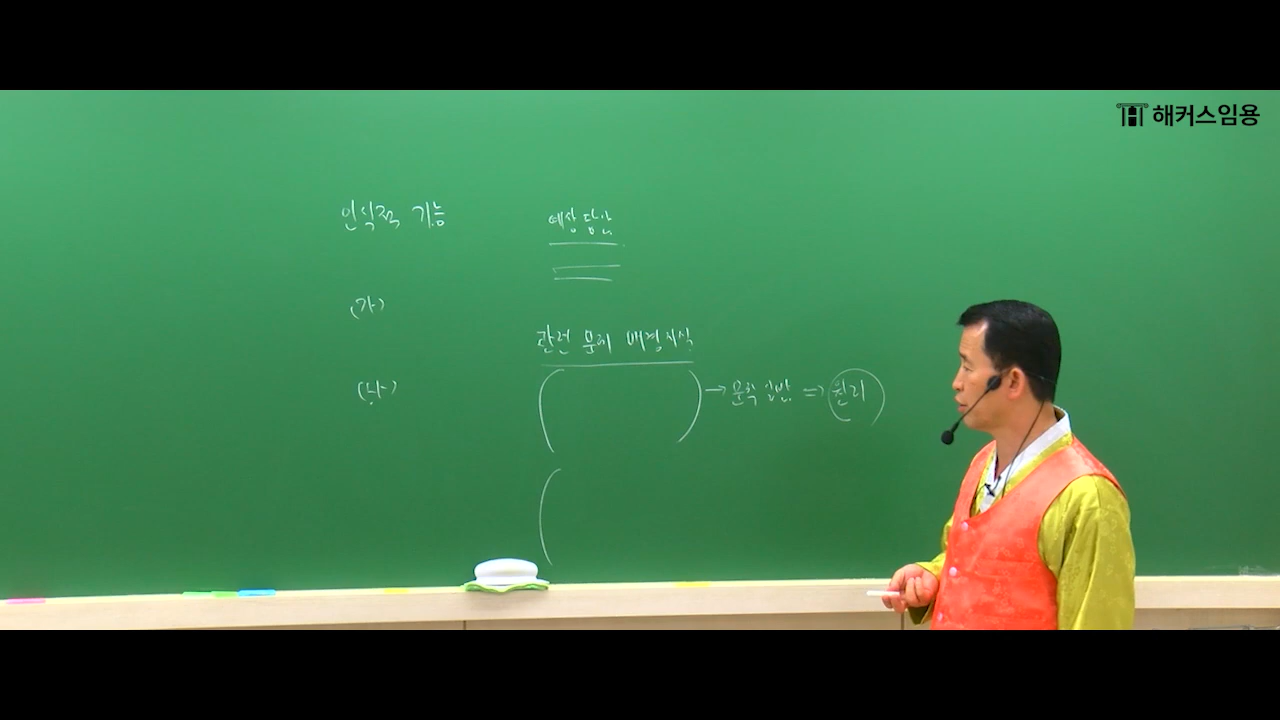 해커스임용
인식적 기능
예상 답안
(가)
관련 문학 배경지식
(나)
→ 문학 일반 ⇒ 원리